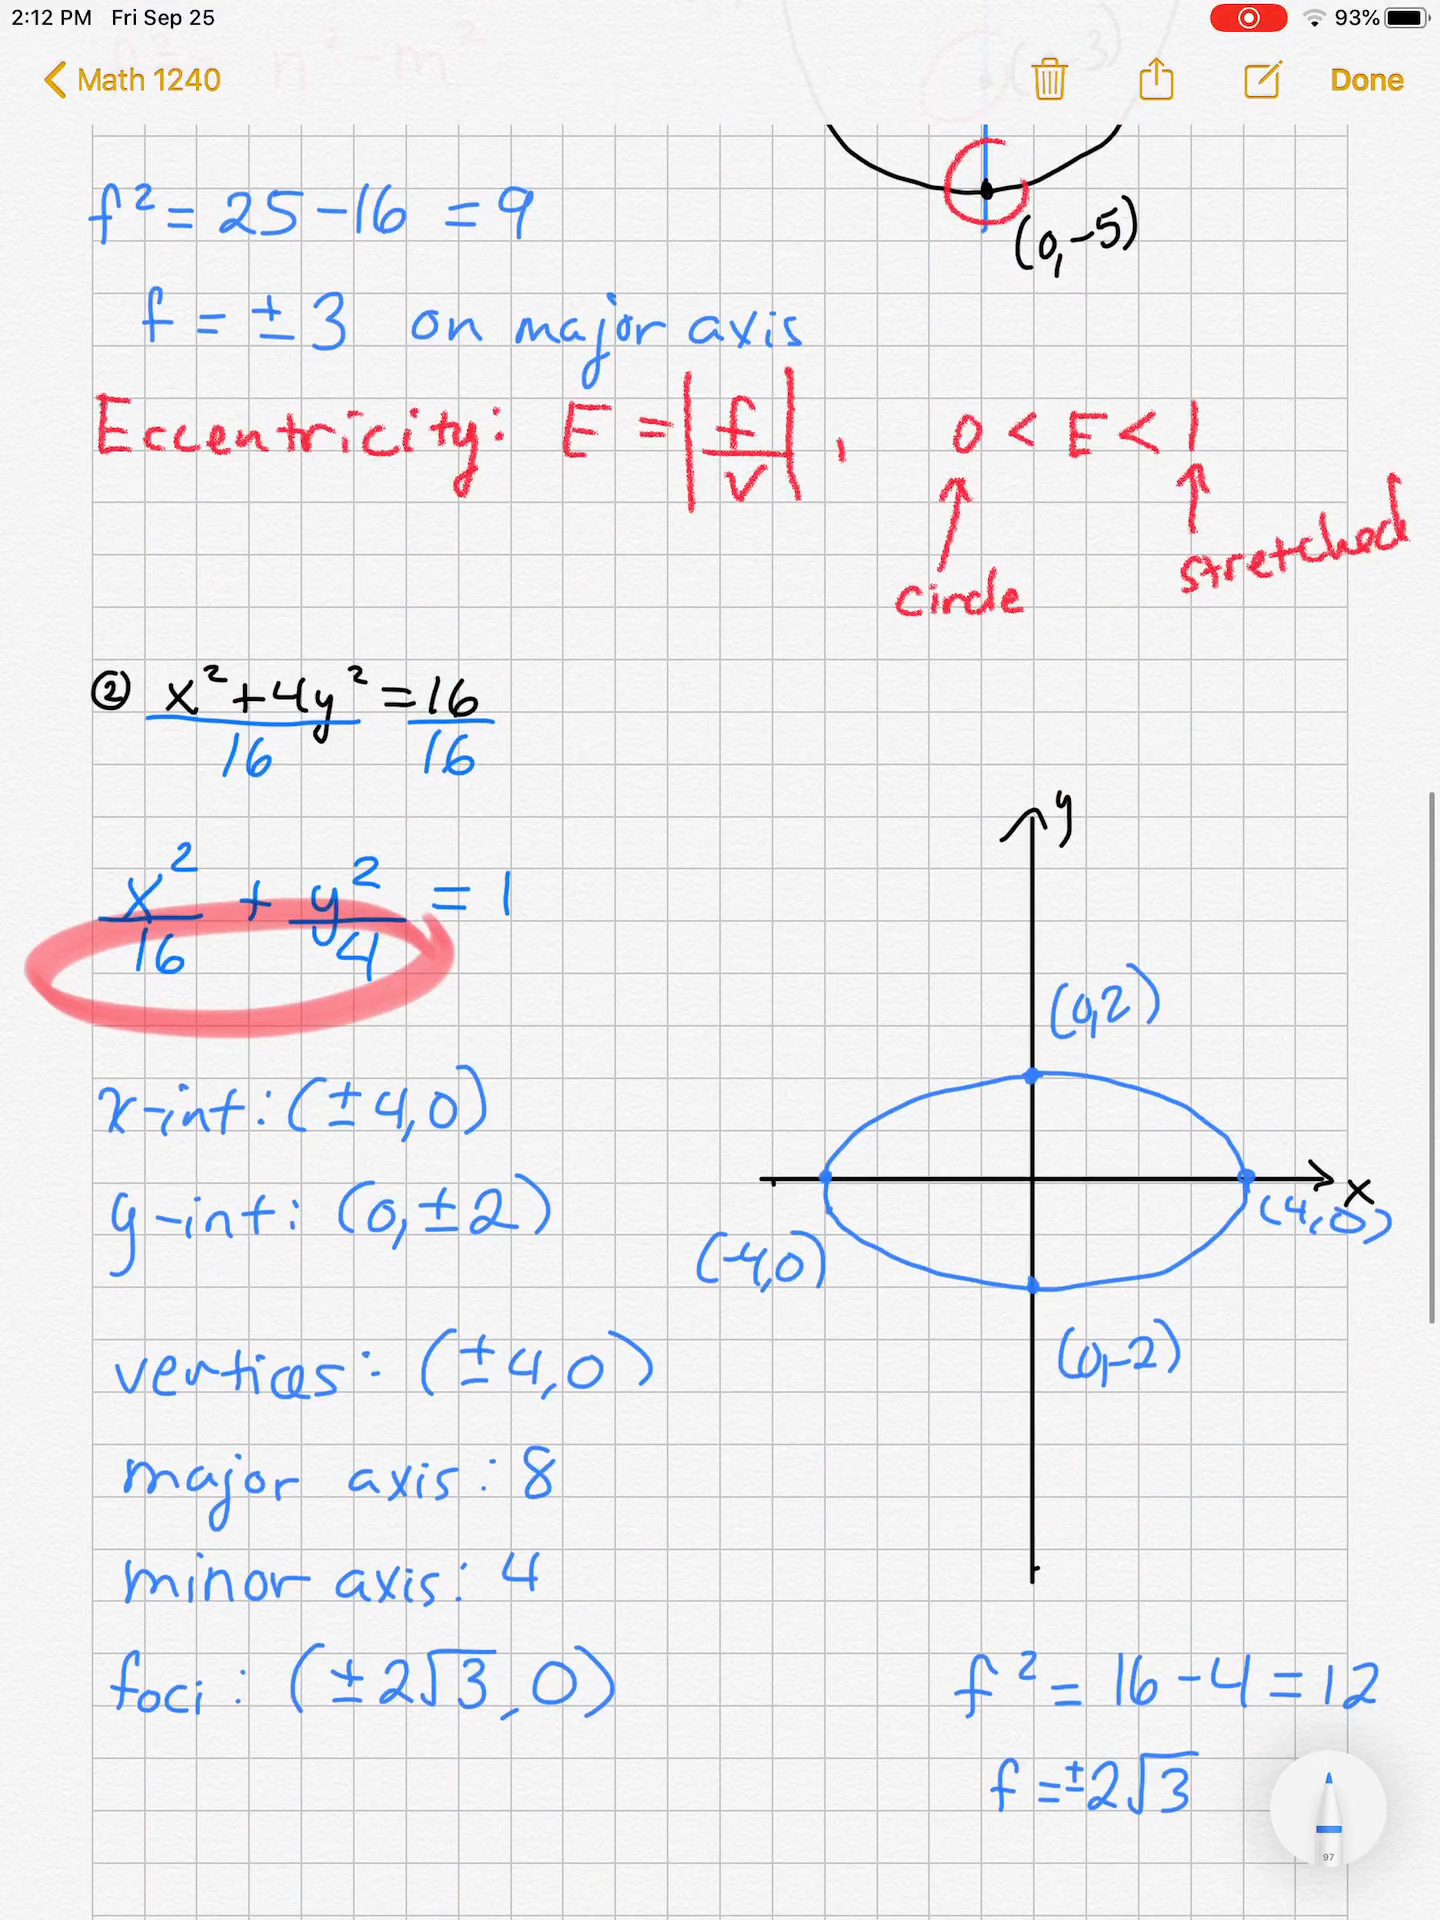 2:12 PM Fri Sep 25 93%
Math 1240 Done
(0,-5)
f² = 25 - 16 = 9
f = ± 3 on major axis
Eccentricity: E = |f/v|, 0 < E < 1
circle stretched
② x² + 4y² = 16
16 16
x²/16 + y²/4 = 1
y
(0,2)
x-int: (±4,0)
x
y-int: (0,±2)
(4,0)
(-4,0)
(0,-2)
vertices: (±4,0)
major axis: 8
minor axis: 4
foci: (±2√3, 0)
f² = 16 - 4 = 12
f = ±2√3
97